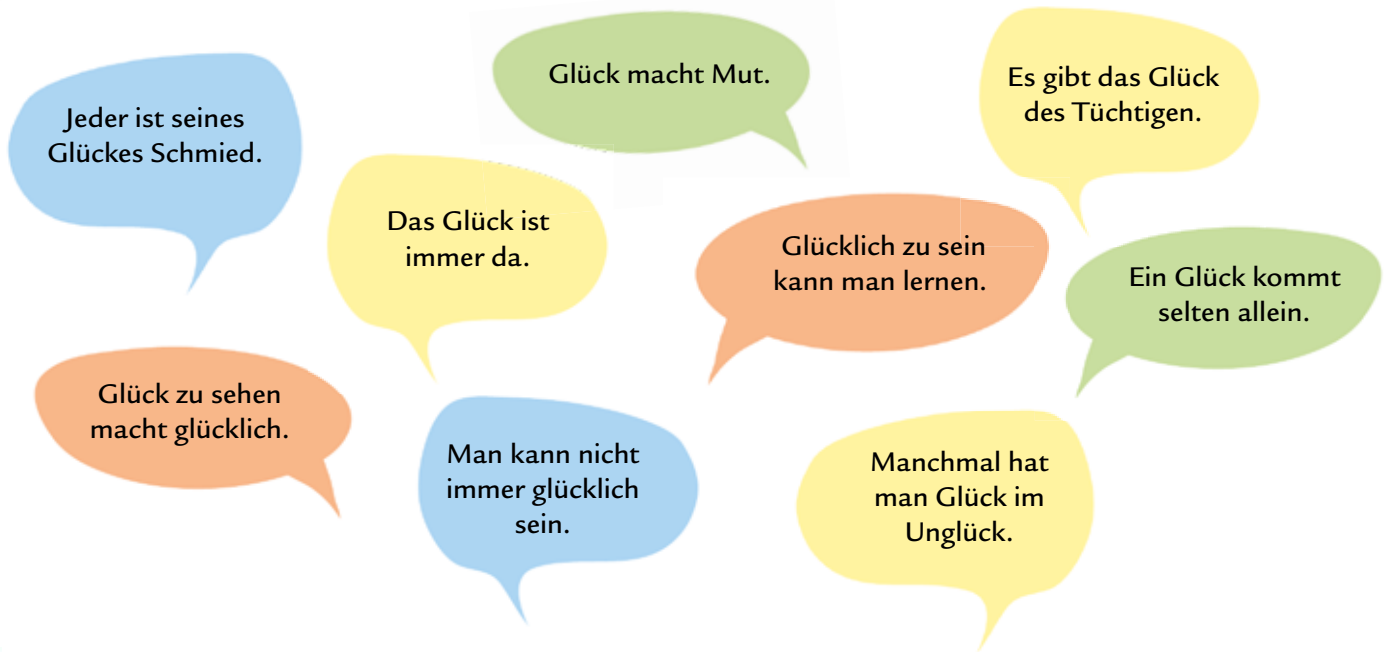 Jeder ist seines
Glückes Schmied.
Glück macht Mut.
Es gibt das Glück
des Tüchtigen.
Das Glück ist
immer da.
Glücklich zu sein
kann man lernen.
Ein Glück kommt
selten allein.
Glück zu sehen
macht glücklich.
Man kann nicht
immer glücklich
sein.
Manchmal hat
man Glück im
Unglück.